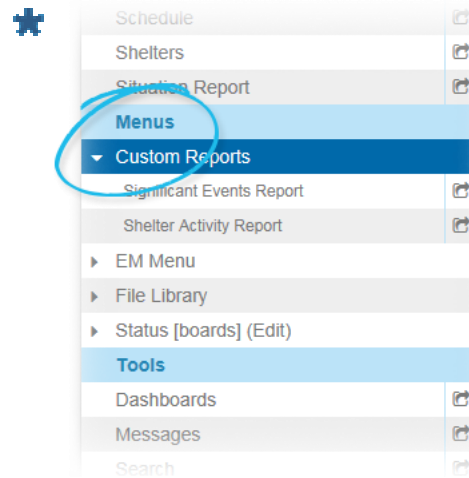 Schedule
Shelters
Situation Report
Menus
Custom Reports
Significant Events Report
Shelter Activity Report
EM Menu
File Library
Status [boards] (Edit)
Tools
Dashboards
Messages
Search